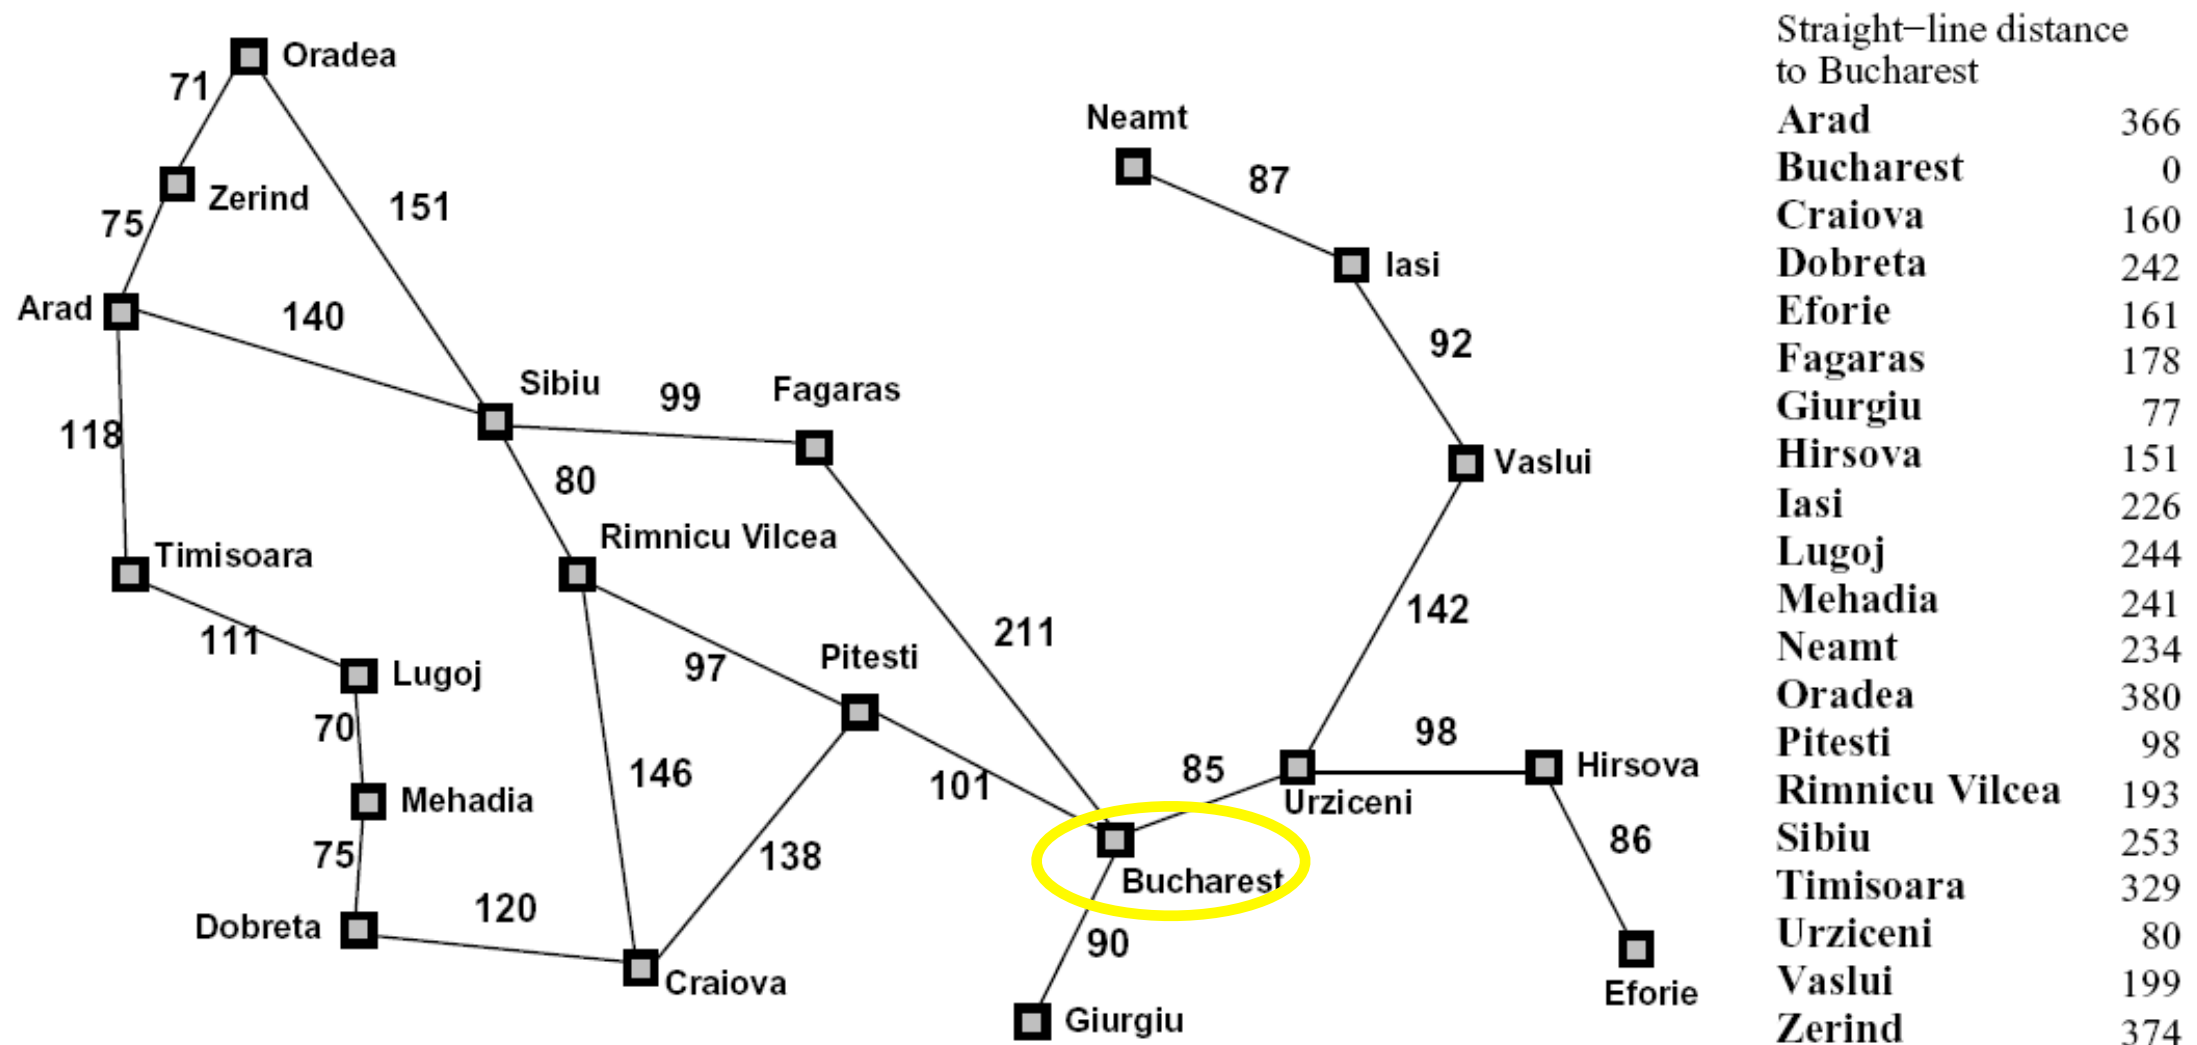 Oradea
71
Neamt
Zerind
151
87
75
Iasi
Arad
140
92
Sibiu
99
Fagaras
118
80
Vaslui
Rimnicu Vilcea
Timisoara
111
211
142
97
Pitesti
Lugoj
70
98
146
85
Hirsova
101
Mehadia
Urziceni
86
75
138
Bucharest
120
Dobreta
90
Craiova
Eforie
Giurgiu
Straight−line distance
to Bucharest
Arad 366
Bucharest 0
Craiova 160
Dobreta 242
Eforie 161
Fagaras 178
Giurgiu 77
Hirsova 151
Iasi 226
Lugoj 244
Mehadia 241
Neamt 234
Oradea 380
Pitesti 98
Rimnicu Vilcea 193
Sibiu 253
Timisoara 329
Urziceni 80
Vaslui 199
Zerind 374